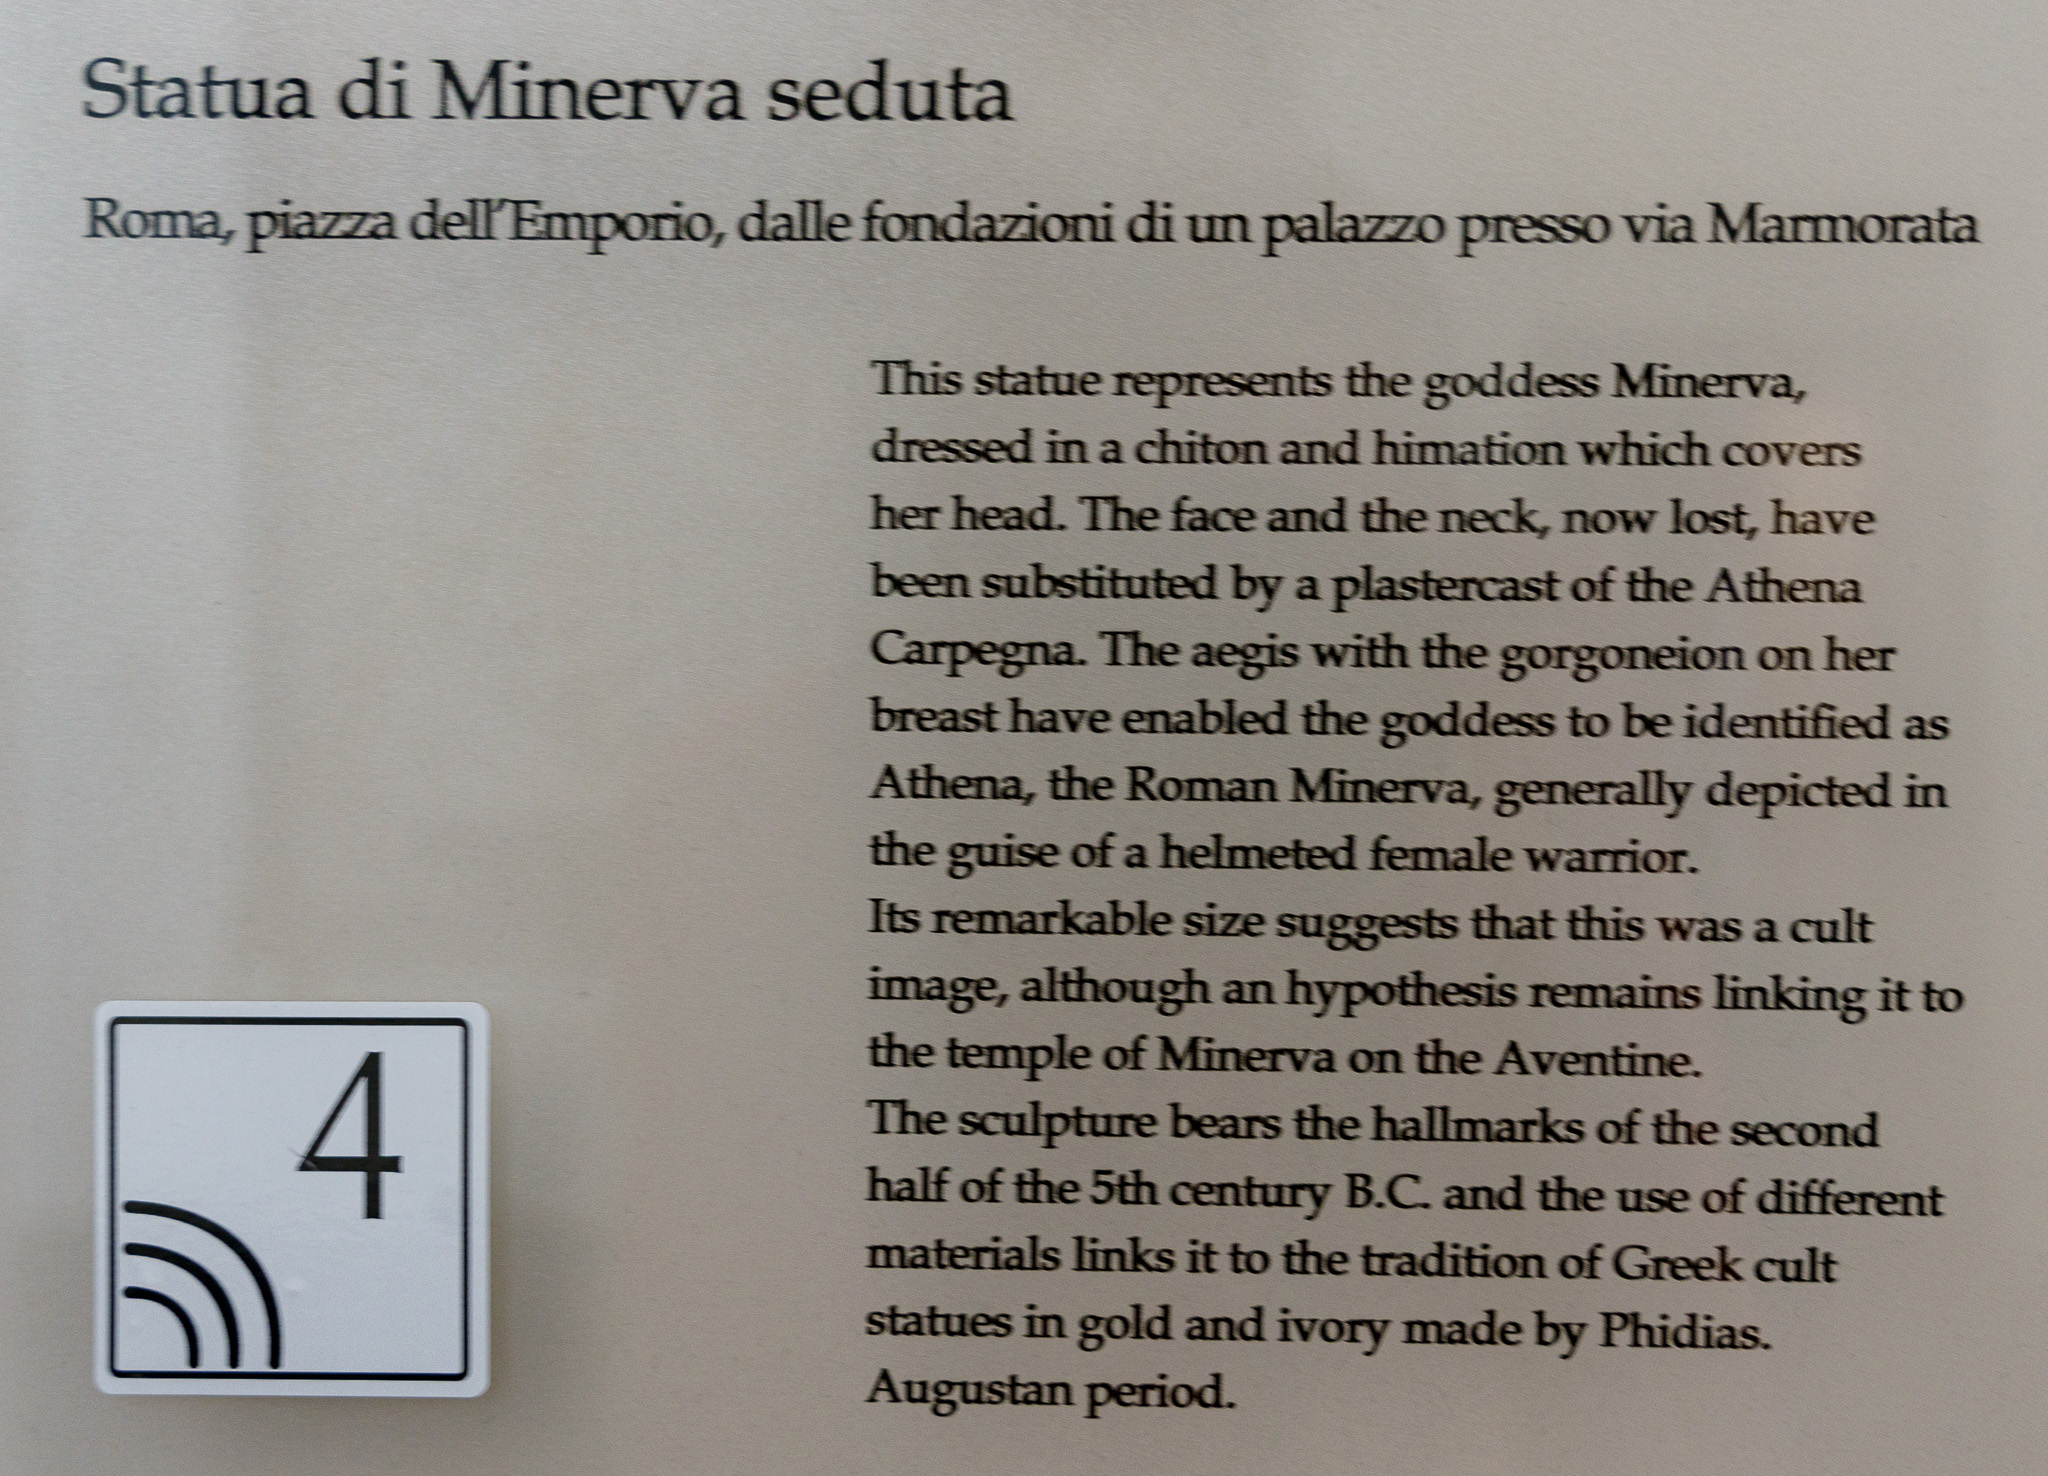 Statua di Minerva seduta
Roma, piazza dell'Emporio, dalle fondazioni di un palazzo presso via Marmorata
This statue represents the goddess Minerva,
dressed in a chiton and himation which covers
her head. The face and the neck, now lost, have
been substituted by a plastercast of the Athena
Carpegna. The aegis with the gorgoneion on her
breast have enabled the goddess to be identified as
Athena, the Roman Minerva, generally depicted in
the guise of a helmeted female warrior.
Its remarkable size suggests that this was a cult
image, although an hypothesis remains linking it to
the temple of Minerva on the Aventine.
The sculpture bears the hallmarks of the second
half of the 5th century B.C. and the use of different
materials links it to the tradition of Greek cult
statues in gold and ivory made by Phidias.
Augustan period.
4